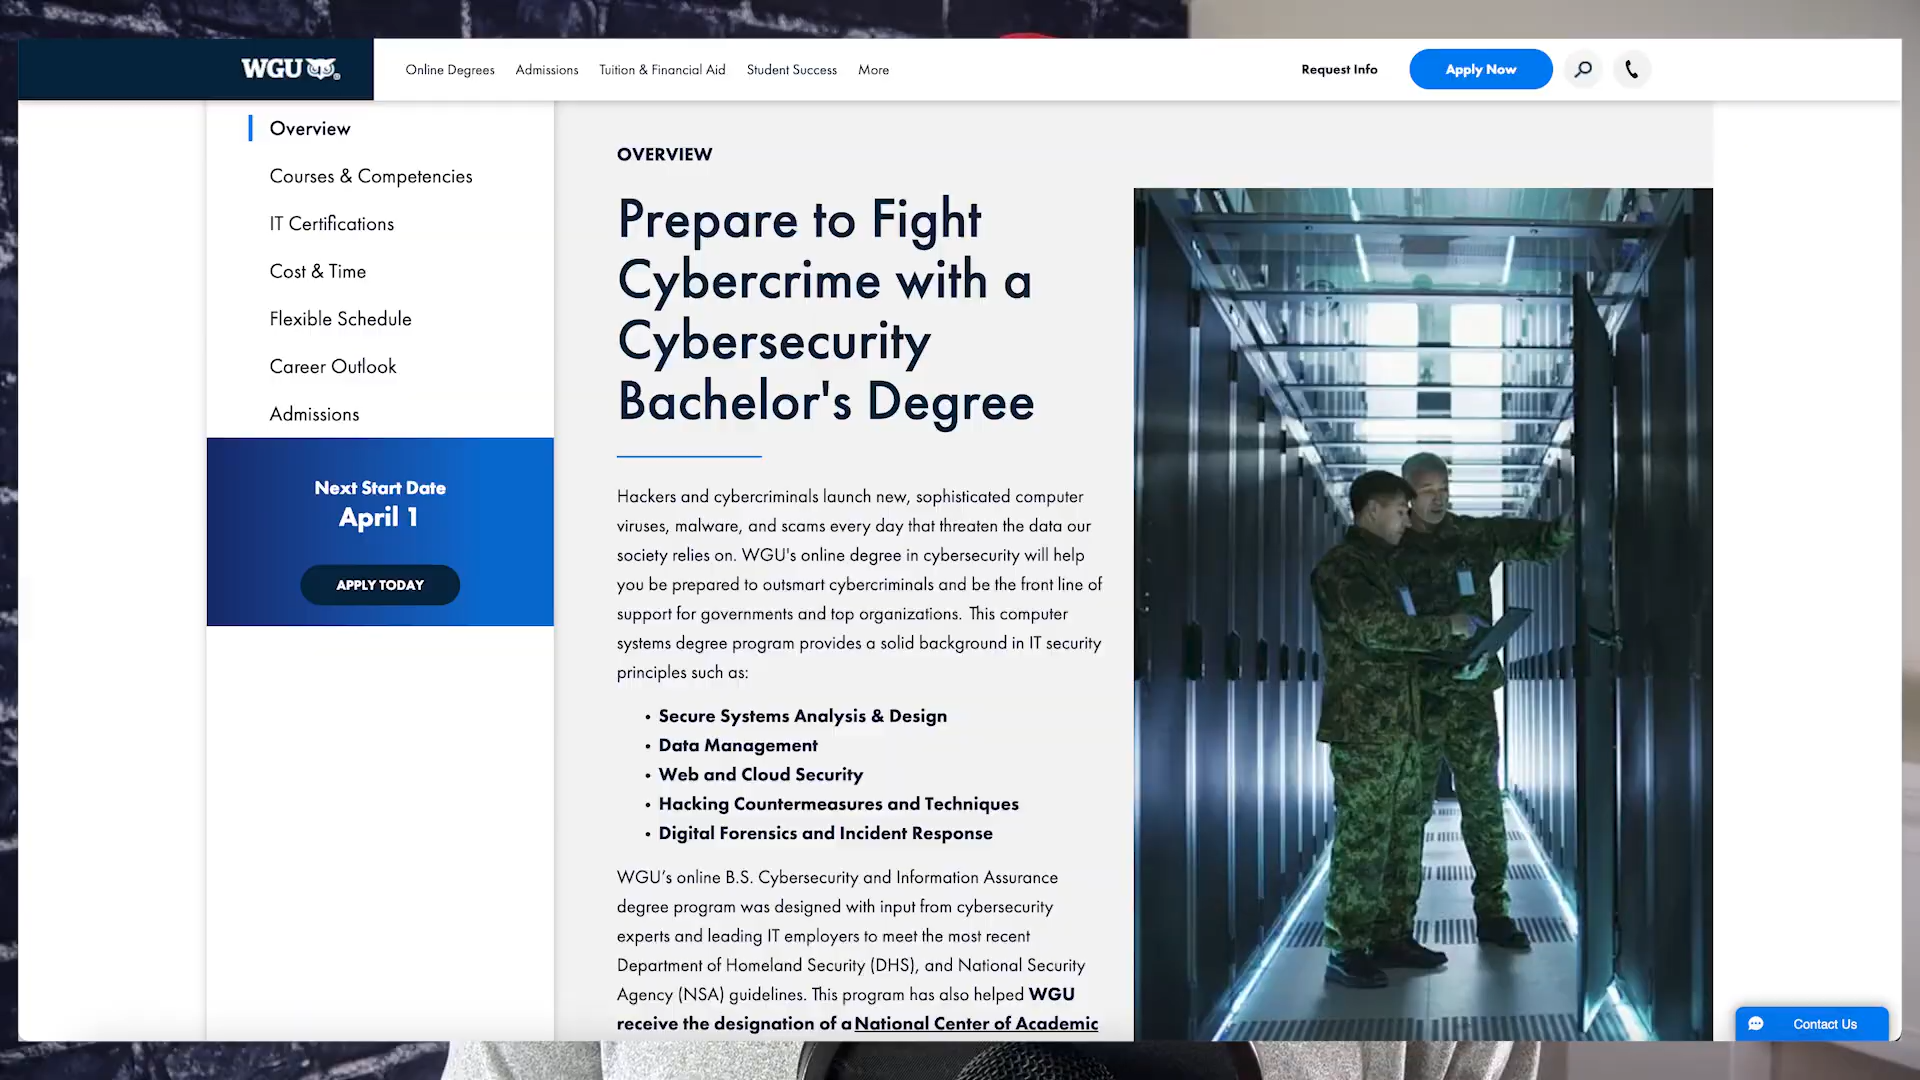 WGU
Online Degrees
Admissions
Tuition & Financial Aid
Student Success
More
Request Info
Apply Now
Overview
Courses & Competencies
IT Certifications
Cost & Time
Flexible Schedule
Career Outlook
Admissions
Next Start Date
April 1
APPLY TODAY
OVERVIEW
Prepare to Fight
Cybercrime with a
Cybersecurity
Bachelor's Degree
Hackers and cybercriminals launch new, sophisticated computer
viruses, malware, and scams every day that threaten the data our
society relies on. WGU's online degree in cybersecurity will help
you be prepared to outsmart cybercriminals and be the front line of
support for governments and top organizations. This computer
systems degree program provides a solid background in IT security
principles such as:
• Secure Systems Analysis & Design
• Data Management
• Web and Cloud Security
• Hacking Countermeasures and Techniques
• Digital Forensics and Incident Response
WGU’s online B.S. Cybersecurity and Information Assurance
degree program was designed with input from cybersecurity
experts and leading IT employers to meet the most recent
Department of Homeland Security (DHS), and National Security
Agency (NSA) guidelines. This program has also helped WGU
receive the designation of a National Center of Academic
Contact Us